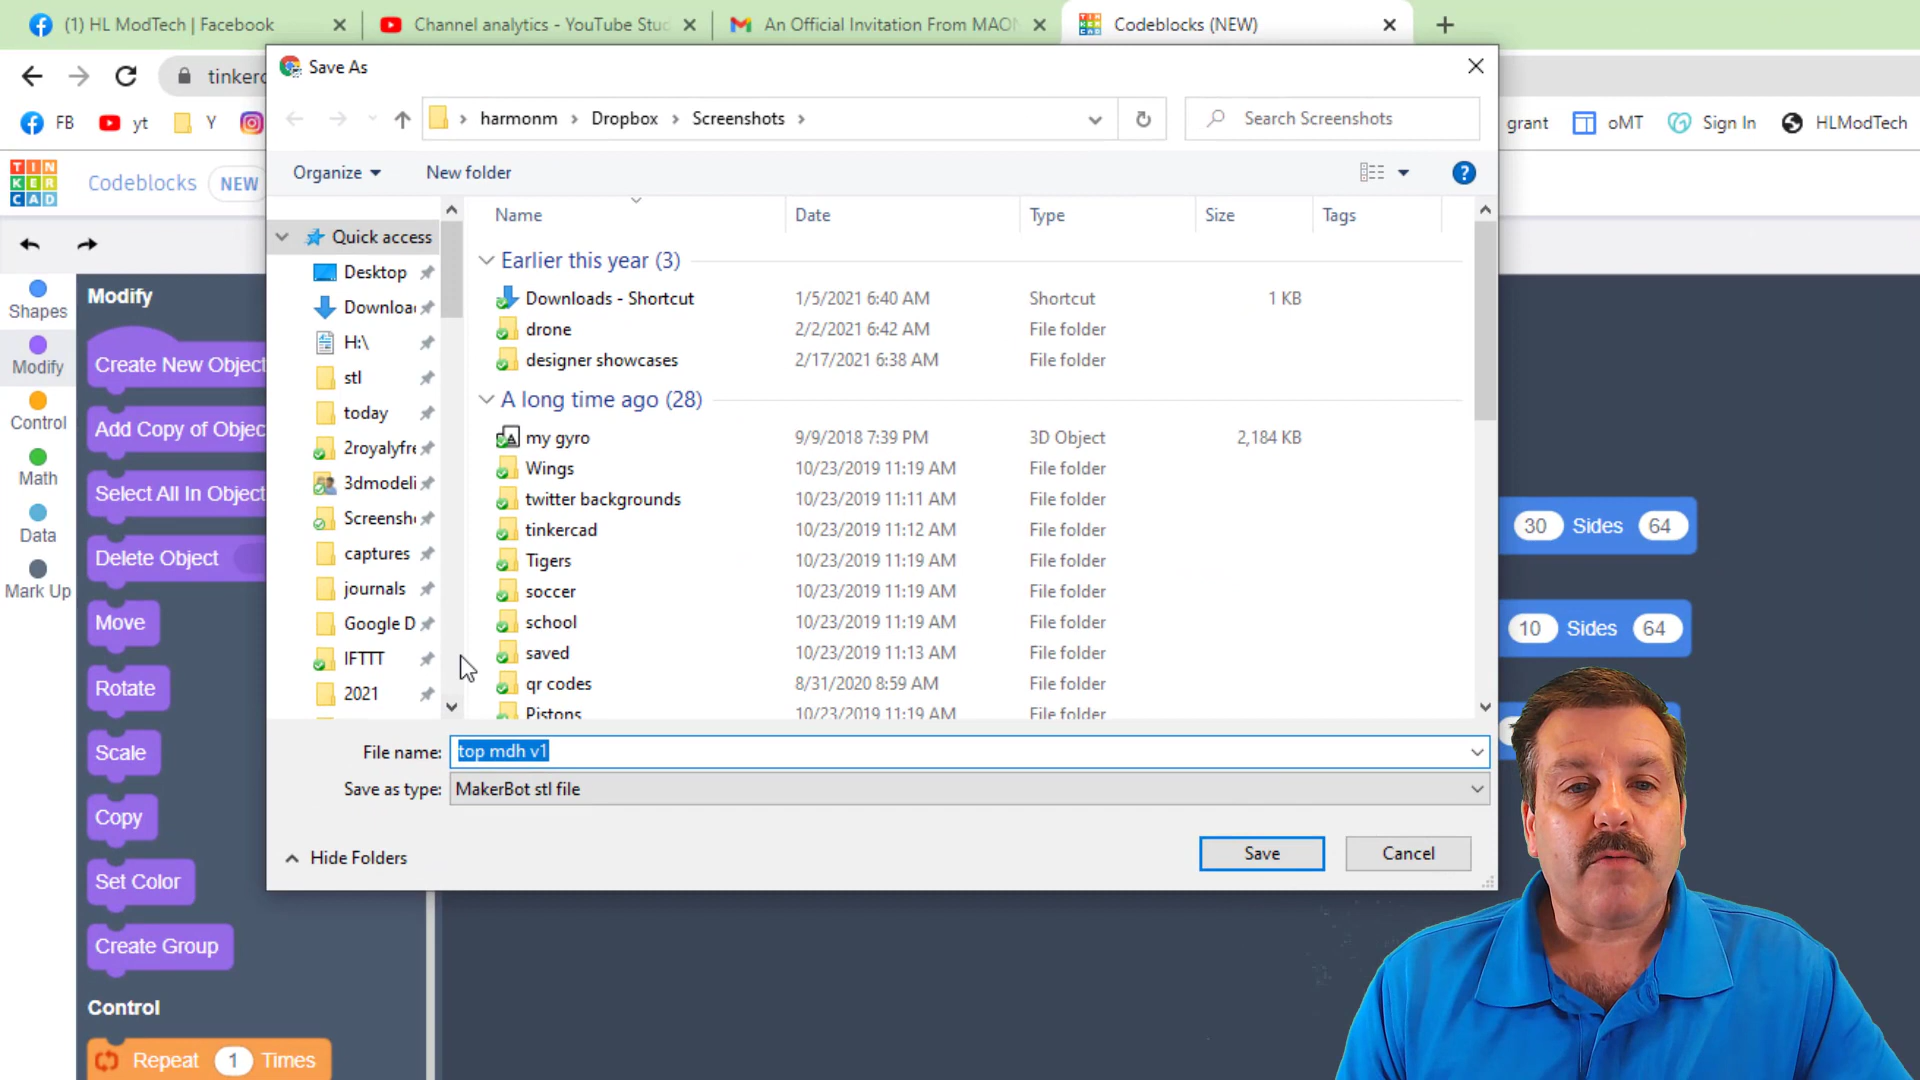 (1) HL ModTech | Facebook
Channel analytics - YouTube Stud
An Official Invitation From MAON
Codeblocks (NEW)
tinkerc
Save As
harmonm > Dropbox > Screenshots >
Search Screenshots
FB
yt
Y
grant
oMT
Sign In
HLModTech
TIN
KER
CAD
Codeblocks
NEW
Organize
New folder
Name
Date
Type
Size
Tags
Quick access
Desktop
Downloa
H:\
stl
today
2royalyfre
3dmodeli
Screensh
captures
journals
Google D
IFTTT
2021
Earlier this year (3)
Downloads - Shortcut 1/5/2021 6:40 AM Shortcut 1 KB
drone 2/2/2021 6:42 AM File folder
designer showcases 2/17/2021 6:38 AM File folder
A long time ago (28)
my gyro 9/9/2018 7:39 PM 3D Object 2,184 KB
Wings 10/23/2019 11:19 AM File folder
twitter backgrounds 10/23/2019 11:11 AM File folder
tinkercad 10/23/2019 11:12 AM File folder
Tigers 10/23/2019 11:19 AM File folder
soccer 10/23/2019 11:19 AM File folder
school 10/23/2019 11:19 AM File folder
saved 10/23/2019 11:13 AM File folder
qr codes 8/31/2020 8:59 AM File folder
Pistons 10/23/2019 11:19 AM File folder
File name: top mdh v1
Save as type: MakerBot stl file
Hide Folders
Save
Cancel
Shapes
Modify
Control
Math
Data
Mark Up
Modify
Create New Object
Add Copy of Objec
Select All In Object
Delete Object
Move
Rotate
Scale
Copy
Set Color
Create Group
Control
Repeat 1 Times
30 Sides 64
10 Sides 64